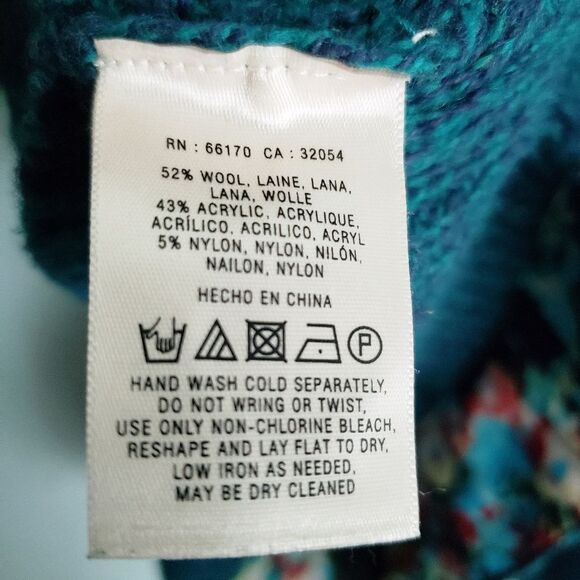 RN : 66170 CA : 32054
52% WOOL, LAINE, LANA,
LANA, WOLLE
43% ACRYLIC, ACRYLIQUE,
ACRÍLICO, ACRILICO, ACRYL
5% NYLON, NYLON, NILÓN,
NAILON, NYLON
HECHO EN CHINA
P
HAND WASH COLD SEPARATELY,
DO NOT WRING OR TWIST,
USE ONLY NON-CHLORINE BLEACH,
RESHAPE AND LAY FLAT TO DRY,
LOW IRON AS NEEDED,
MAY BE DRY CLEANED